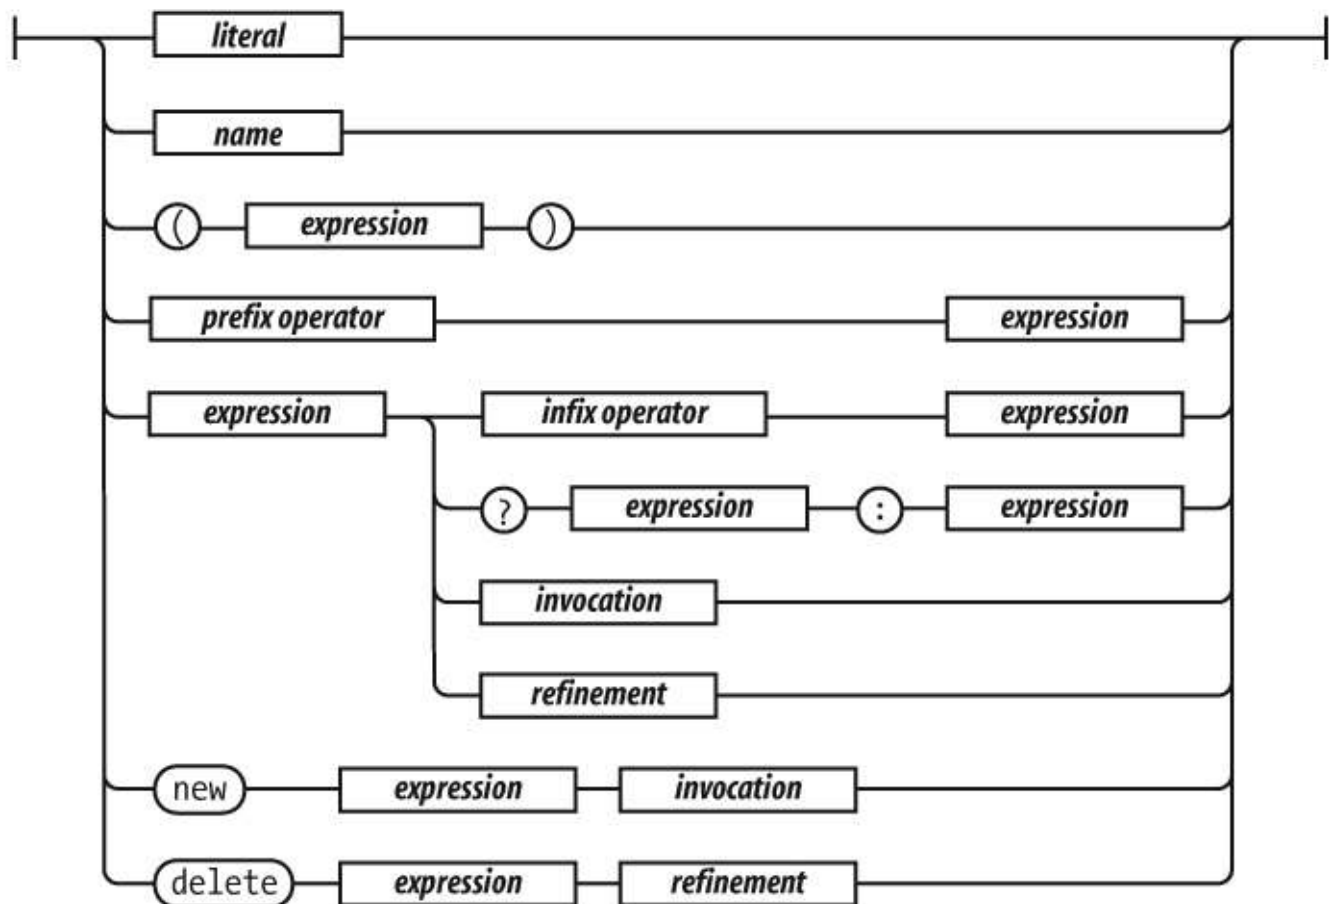 literal
name
( expression )
prefix operator expression
expression infix operator expression
? expression : expression
invocation
refinement
new expression invocation
delete expression refinement